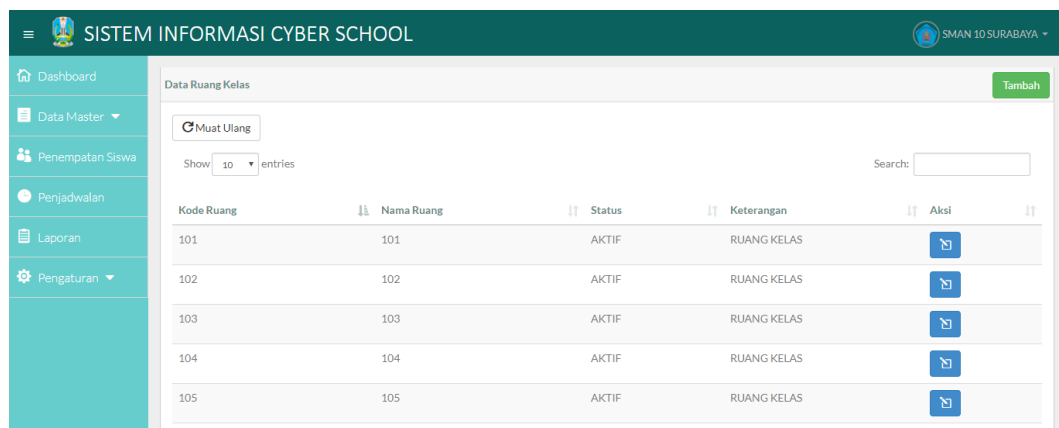 SISTEM INFORMASI CYBER SCHOOL
SMAN 10 SURABAYA
Dashboard
Data Master
Penempatan Siswa
Penjadwalan
Laporan
Pengaturan
Data Ruang Kelas
Tambah
Muat Ulang
Show 10 entries
Search:
Kode Ruang Nama Ruang Status Keterangan Aksi
101 101 AKTIF RUANG KELAS
102 102 AKTIF RUANG KELAS
103 103 AKTIF RUANG KELAS
104 104 AKTIF RUANG KELAS
105 105 AKTIF RUANG KELAS